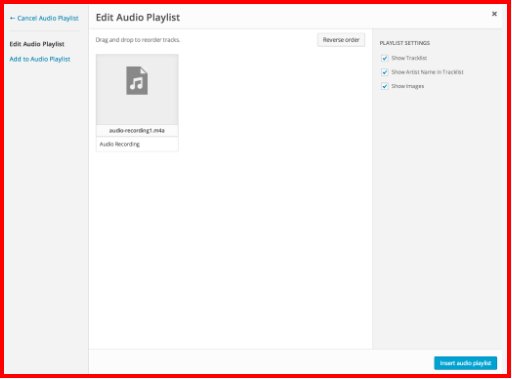 ← Cancel Audio Playlist
Edit Audio Playlist
Add to Audio Playlist
Edit Audio Playlist
×
Drag and drop to reorder tracks.
Reverse order
audio-recording1.m4a
Audio Recording
PLAYLIST SETTINGS
Show Tracklist
Show Artist Name in Tracklist
Show Images
Insert audio playlist